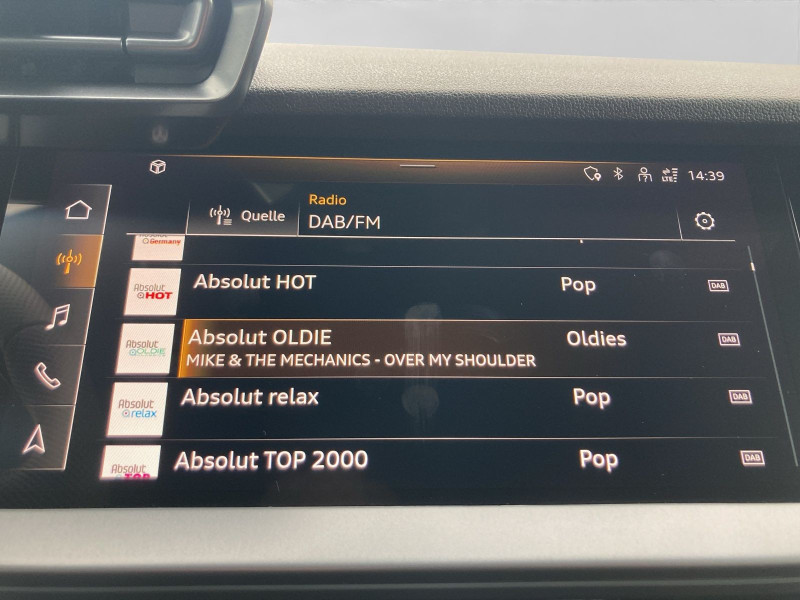 LTE
14:39
Radio
Quelle
DAB/FM
Germany
Absolut HOT
Pop
DAB
Absolut
HOT
Absolut OLDIE
Oldies
DAB
MIKE & THE MECHANICS - OVER MY SHOULDER
Absolut
OLDIE
Absolut relax
Pop
DAB
Absolut
relax
Absolut TOP 2000
Pop
DAB
Absolut
TOP